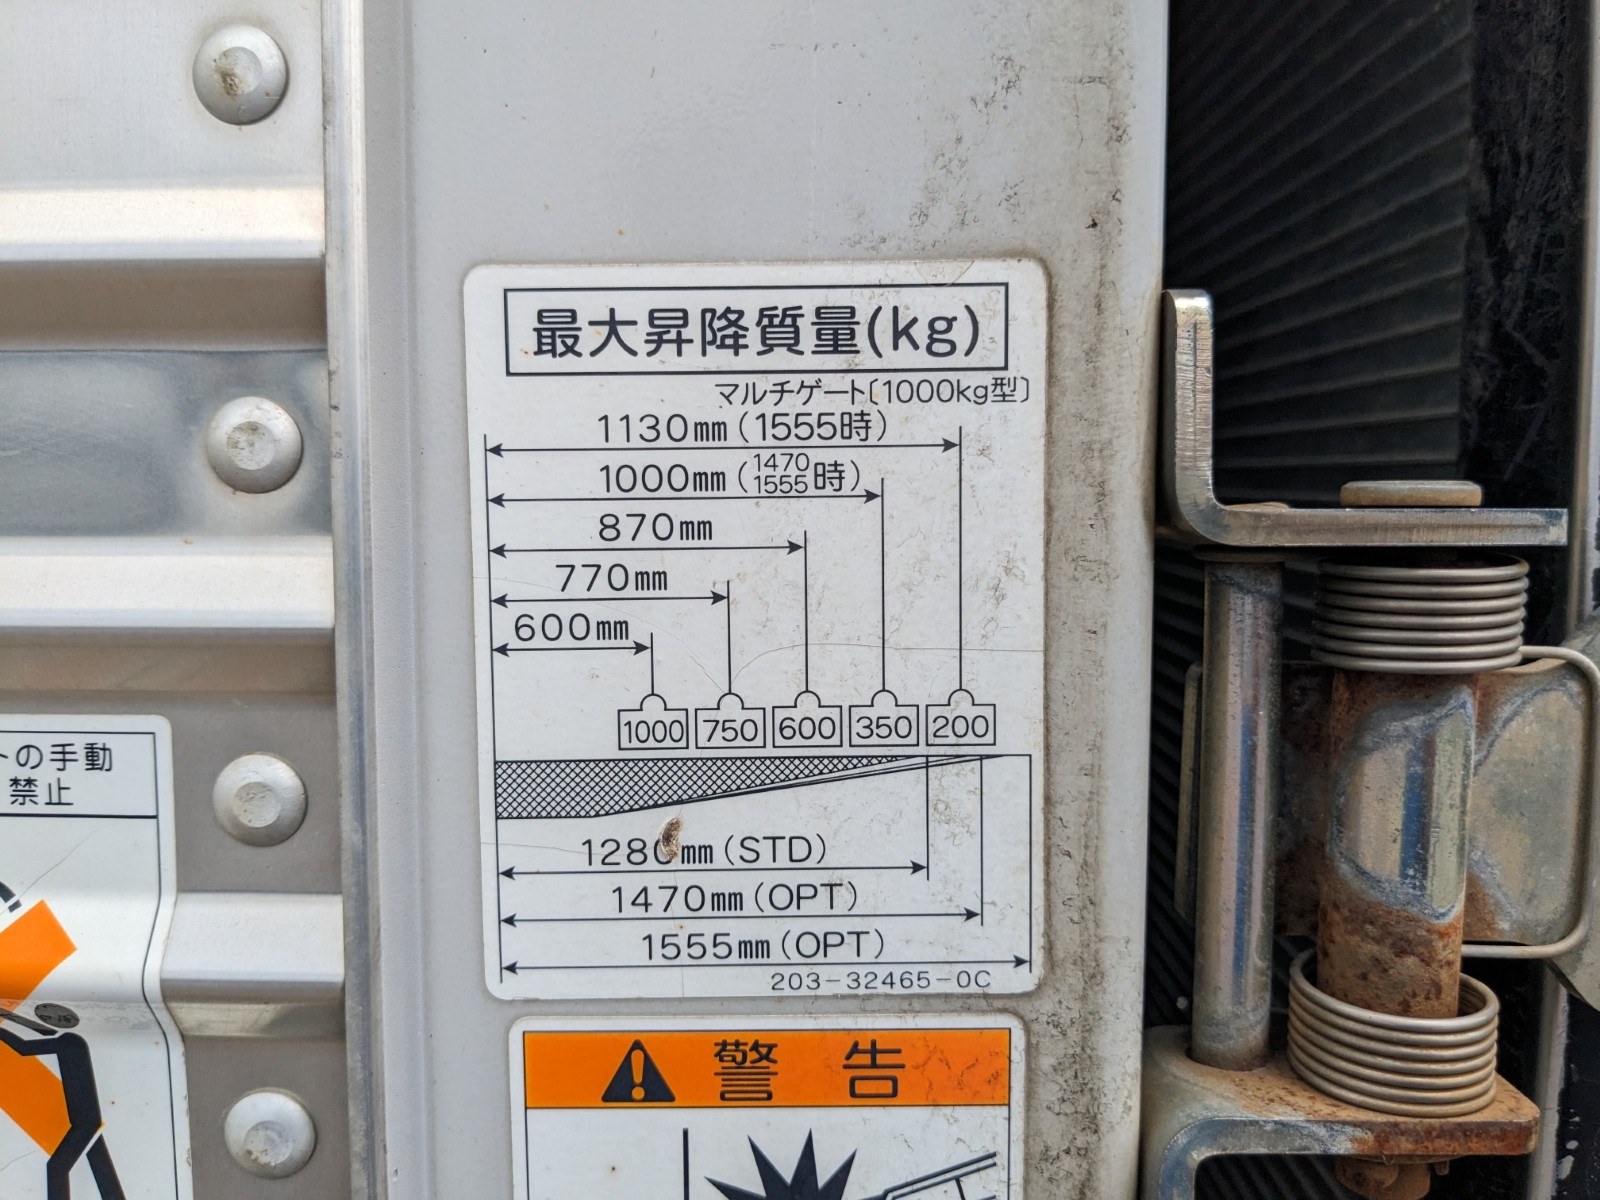 最大昇降質量(kg)
マルチゲート〔1000kg型〕
1130mm(1555時)
1000mm(1470 1555時)
870mm
770mm
600mm
1000 750 600 350 200
1280mm(STD)
1470mm(OPT)
1555mm(OPT)
203-32465-0C
トの手動
禁止
警告